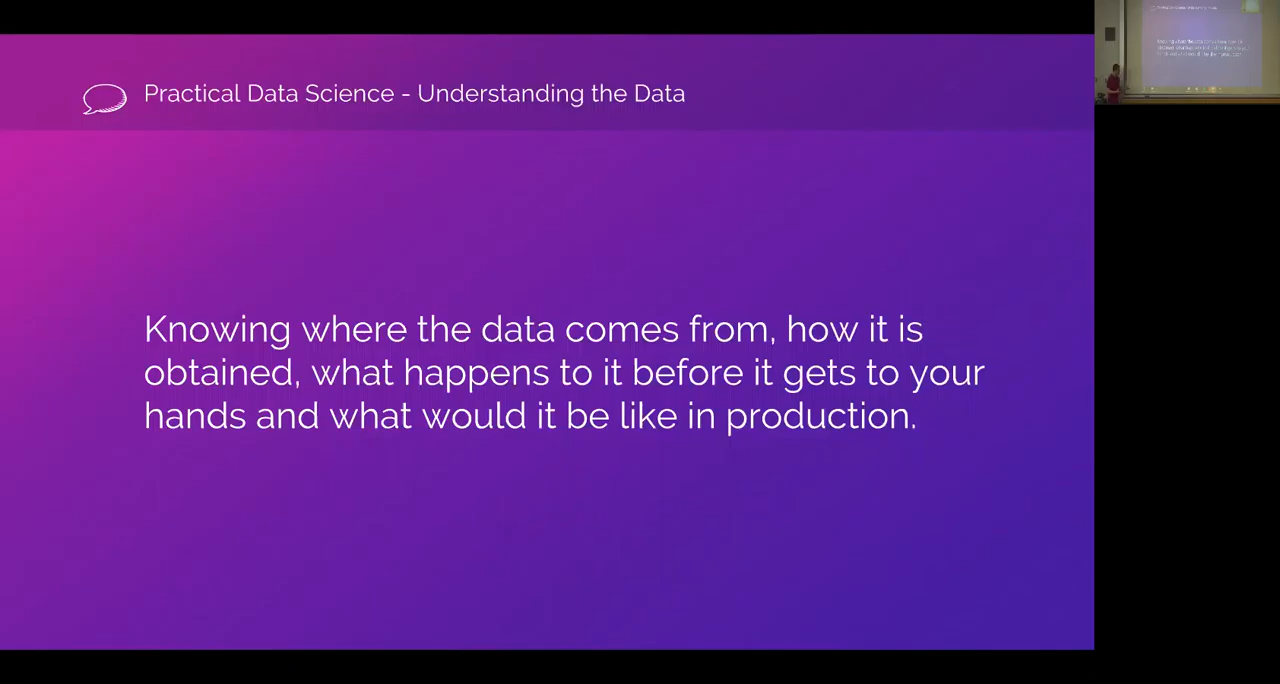 Practical Data Science - Understanding the Data
Knowing where the data comes from, how it is
obtained, what happens to it before it gets to your
hands and what would it be like in production.